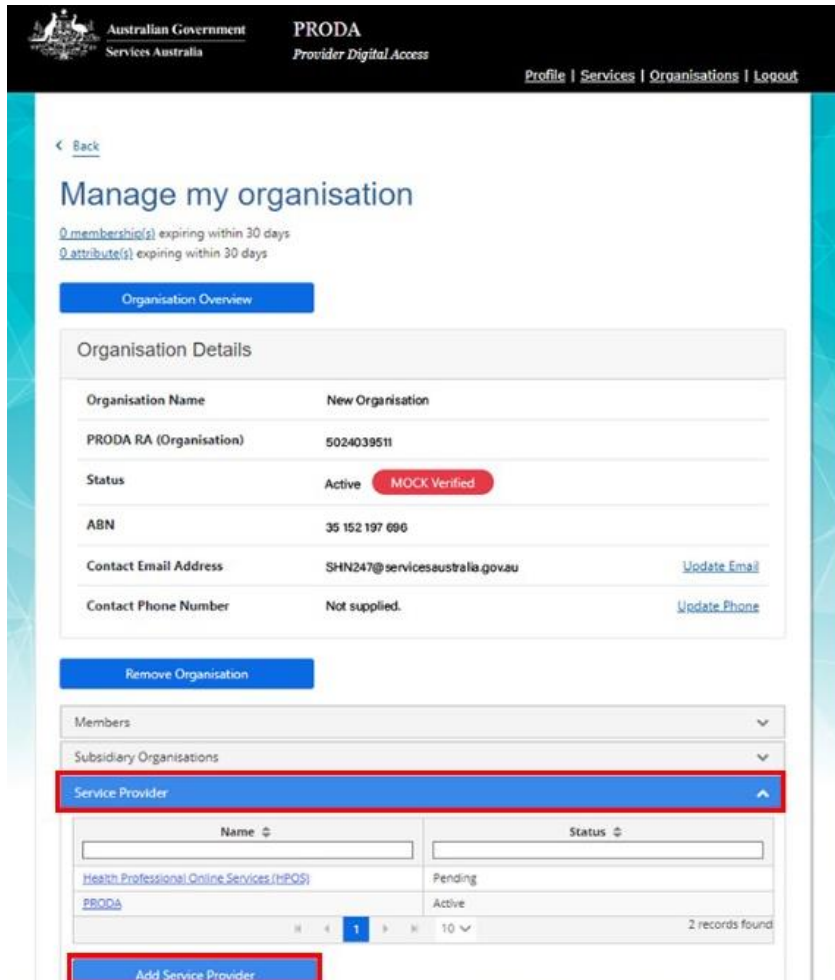 Australian Government
Services Australia
PRODA
Provider Digital Access
Profile | Services | Organisations | Logout
Back
Manage my organisation
0 membership(s) expiring within 30 days
0 attribute(s) expiring within 30 days
Organisation Overview
Organisation Details
Organisation Name New Organisation
PRODA RA (Organisation) 5024039511
Status Active MOCK Verified
ABN 35 152 197 696
Contact Email Address SHN247@servicesaustralia.gov.au Update Email
Contact Phone Number Not supplied. Update Phone
Remove Organisation
Members
Subsidiary Organisations
Service Provider
Name Status
Health Professional Online Services (HPOS) Pending
PRODA Active
1 10 2 records found
Add Service Provider